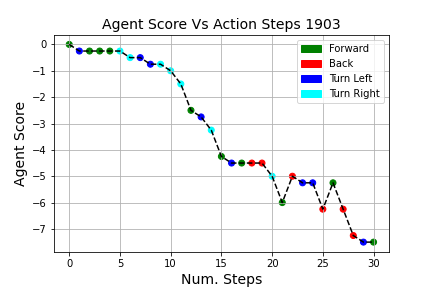 Agent Score Vs Action Steps 1903
Forward
Back
Turn Left
Turn Right
Agent Score
0
−1
−2
−3
−4
−5
−6
−7
0 5 10 15 20 25 30
Num. Steps